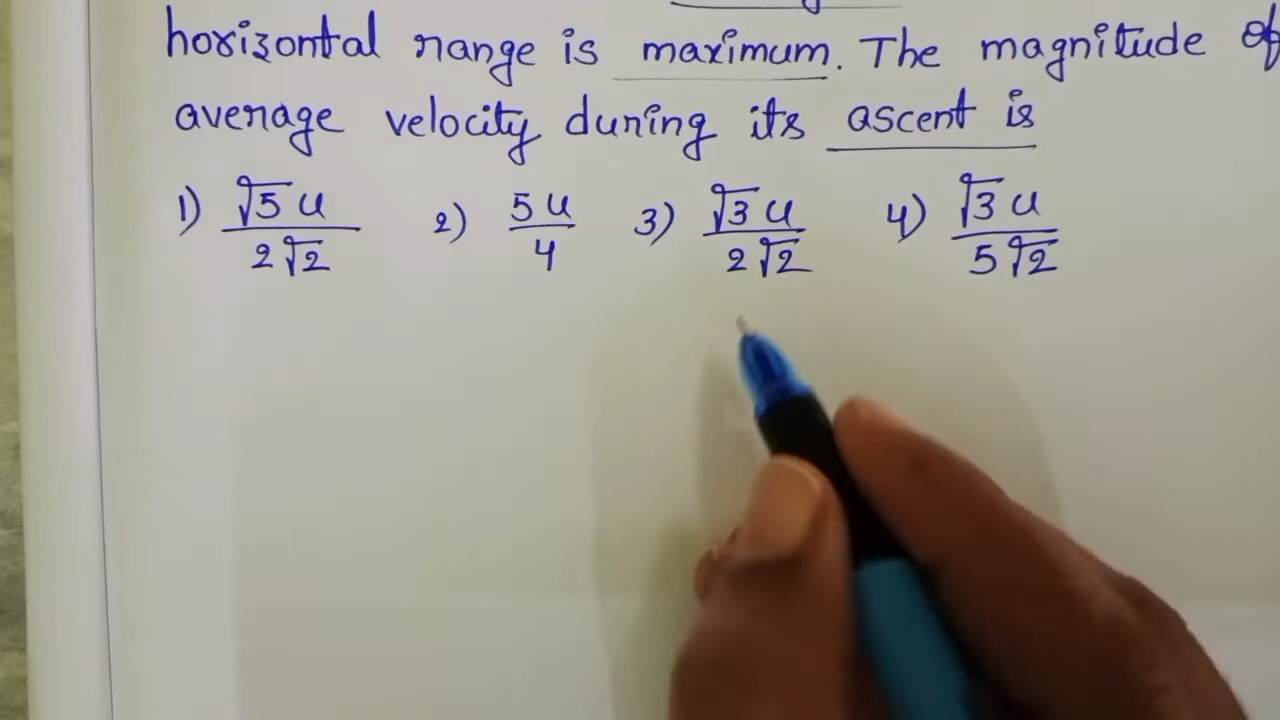 horizontal range is maximum. The magnitude of
average velocity during its ascent is
1) √5 u / 2√2 2) 5 u / 4 3) √3 u / 2√2 4) √3 u / 5√2